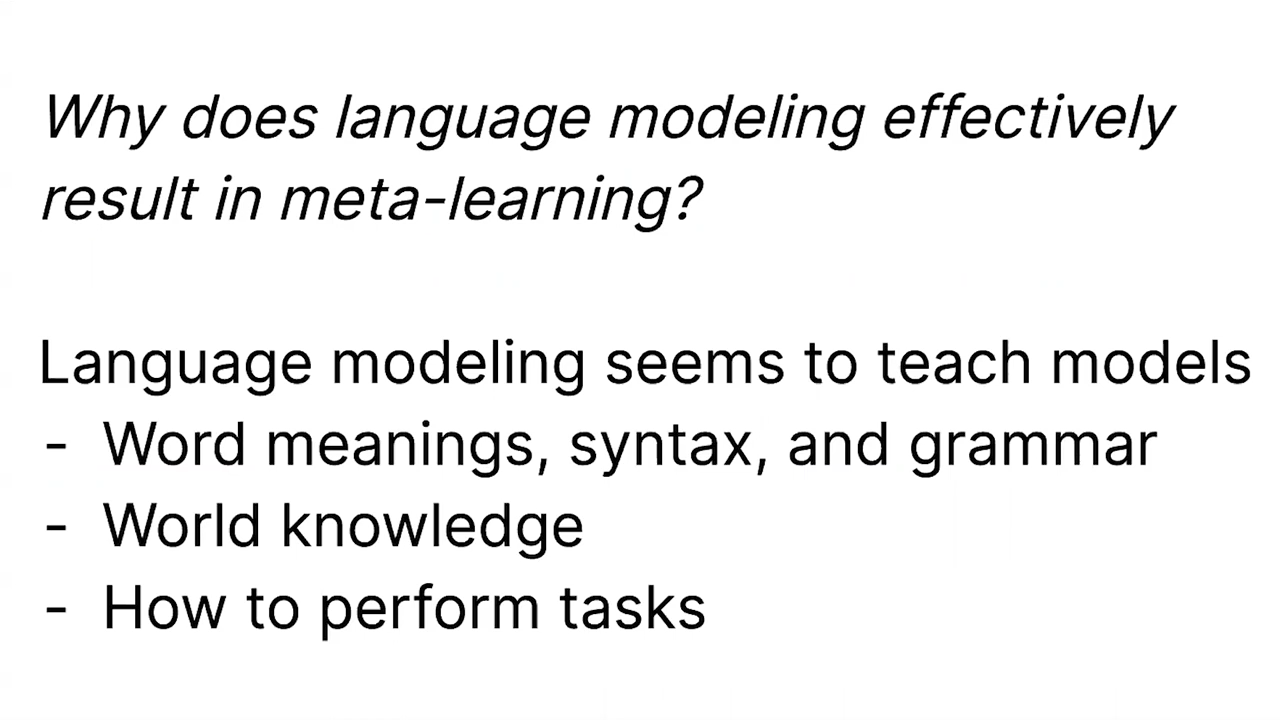 Why does language modeling effectively
result in meta-learning?
Language modeling seems to teach models
- Word meanings, syntax, and grammar
- World knowledge
- How to perform tasks